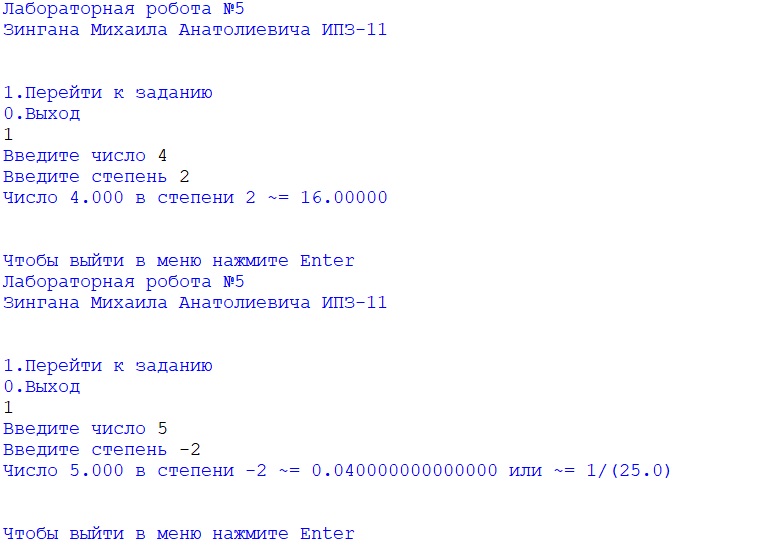 Лабораторная робота №5
Зингана Михаила Анатолиевича ИПЗ-11
1.Перейти к заданию
0.Выход
1
Введите число 4
Введите степень 2
Число 4.000 в степени 2 ~= 16.00000
Чтобы выйти в меню нажмите Enter
Лабораторная робота №5
Зингана Михаила Анатолиевича ИПЗ-11
1.Перейти к заданию
0.Выход
1
Введите число 5
Введите степень -2
Число 5.000 в степени -2 ~= 0.040000000000000 или ~= 1/(25.0)
Чтобы выйти в меню нажмите Enter